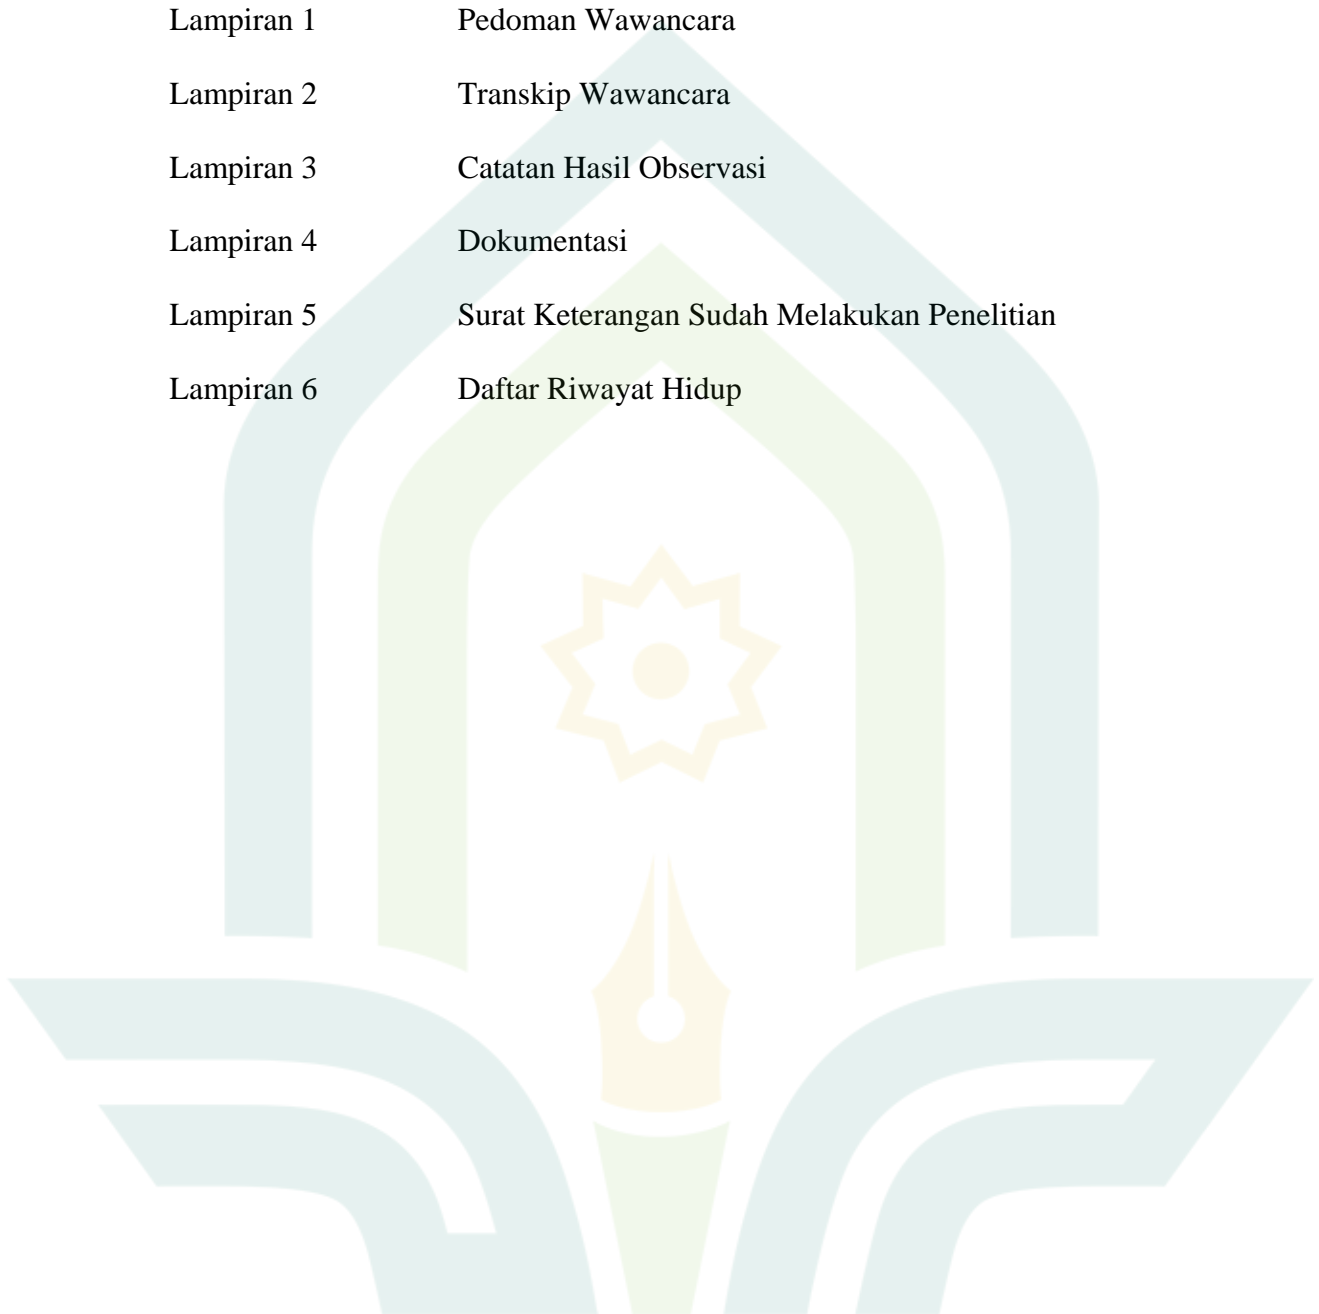 Lampiran 1 Pedoman Wawancara
Lampiran 2 Transkip Wawancara
Lampiran 3 Catatan Hasil Observasi
Lampiran 4 Dokumentasi
Lampiran 5 Surat Keterangan Sudah Melakukan Penelitian
Lampiran 6 Daftar Riwayat Hidup